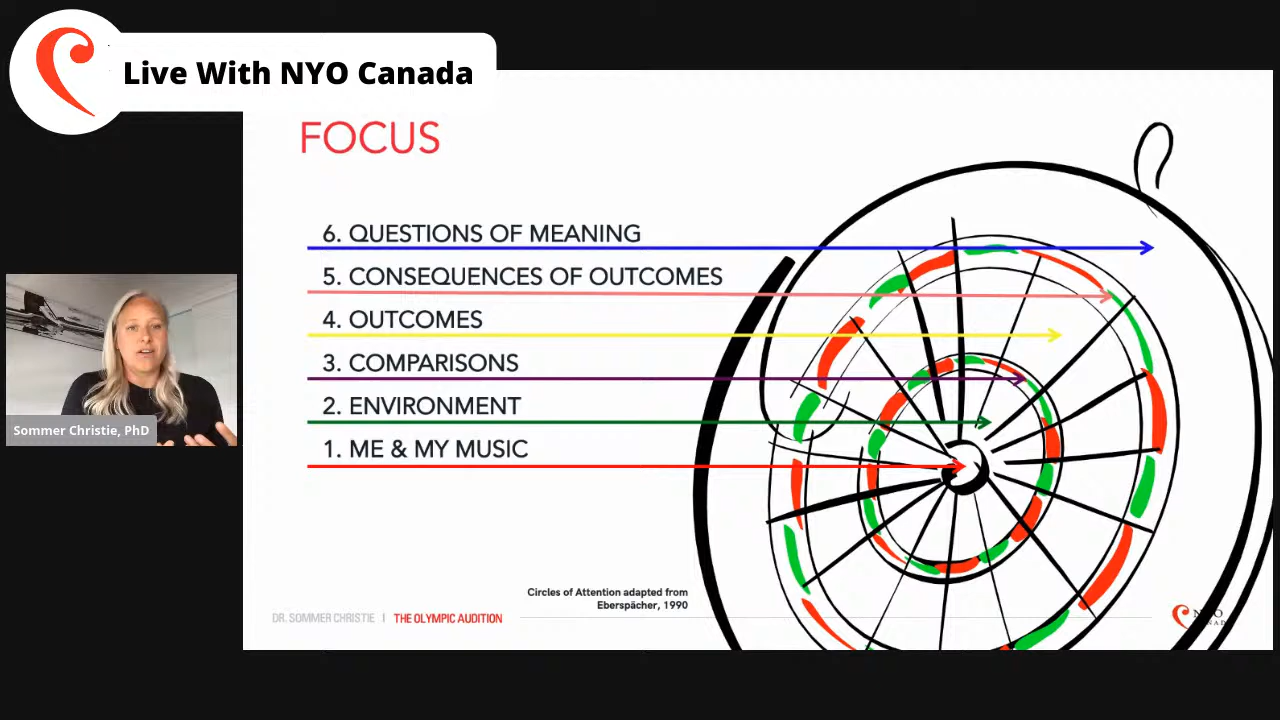 Live With NYO Canada
FOCUS
6. QUESTIONS OF MEANING
5. CONSEQUENCES OF OUTCOMES
4. OUTCOMES
3. COMPARISONS
2. ENVIRONMENT
1. ME & MY MUSIC
Sommer Christie, PhD
Circles of Attention adapted from
Eberspächer, 1990
DR. SOMMER CHRISTIE | THE OLYMPIC AUDITION